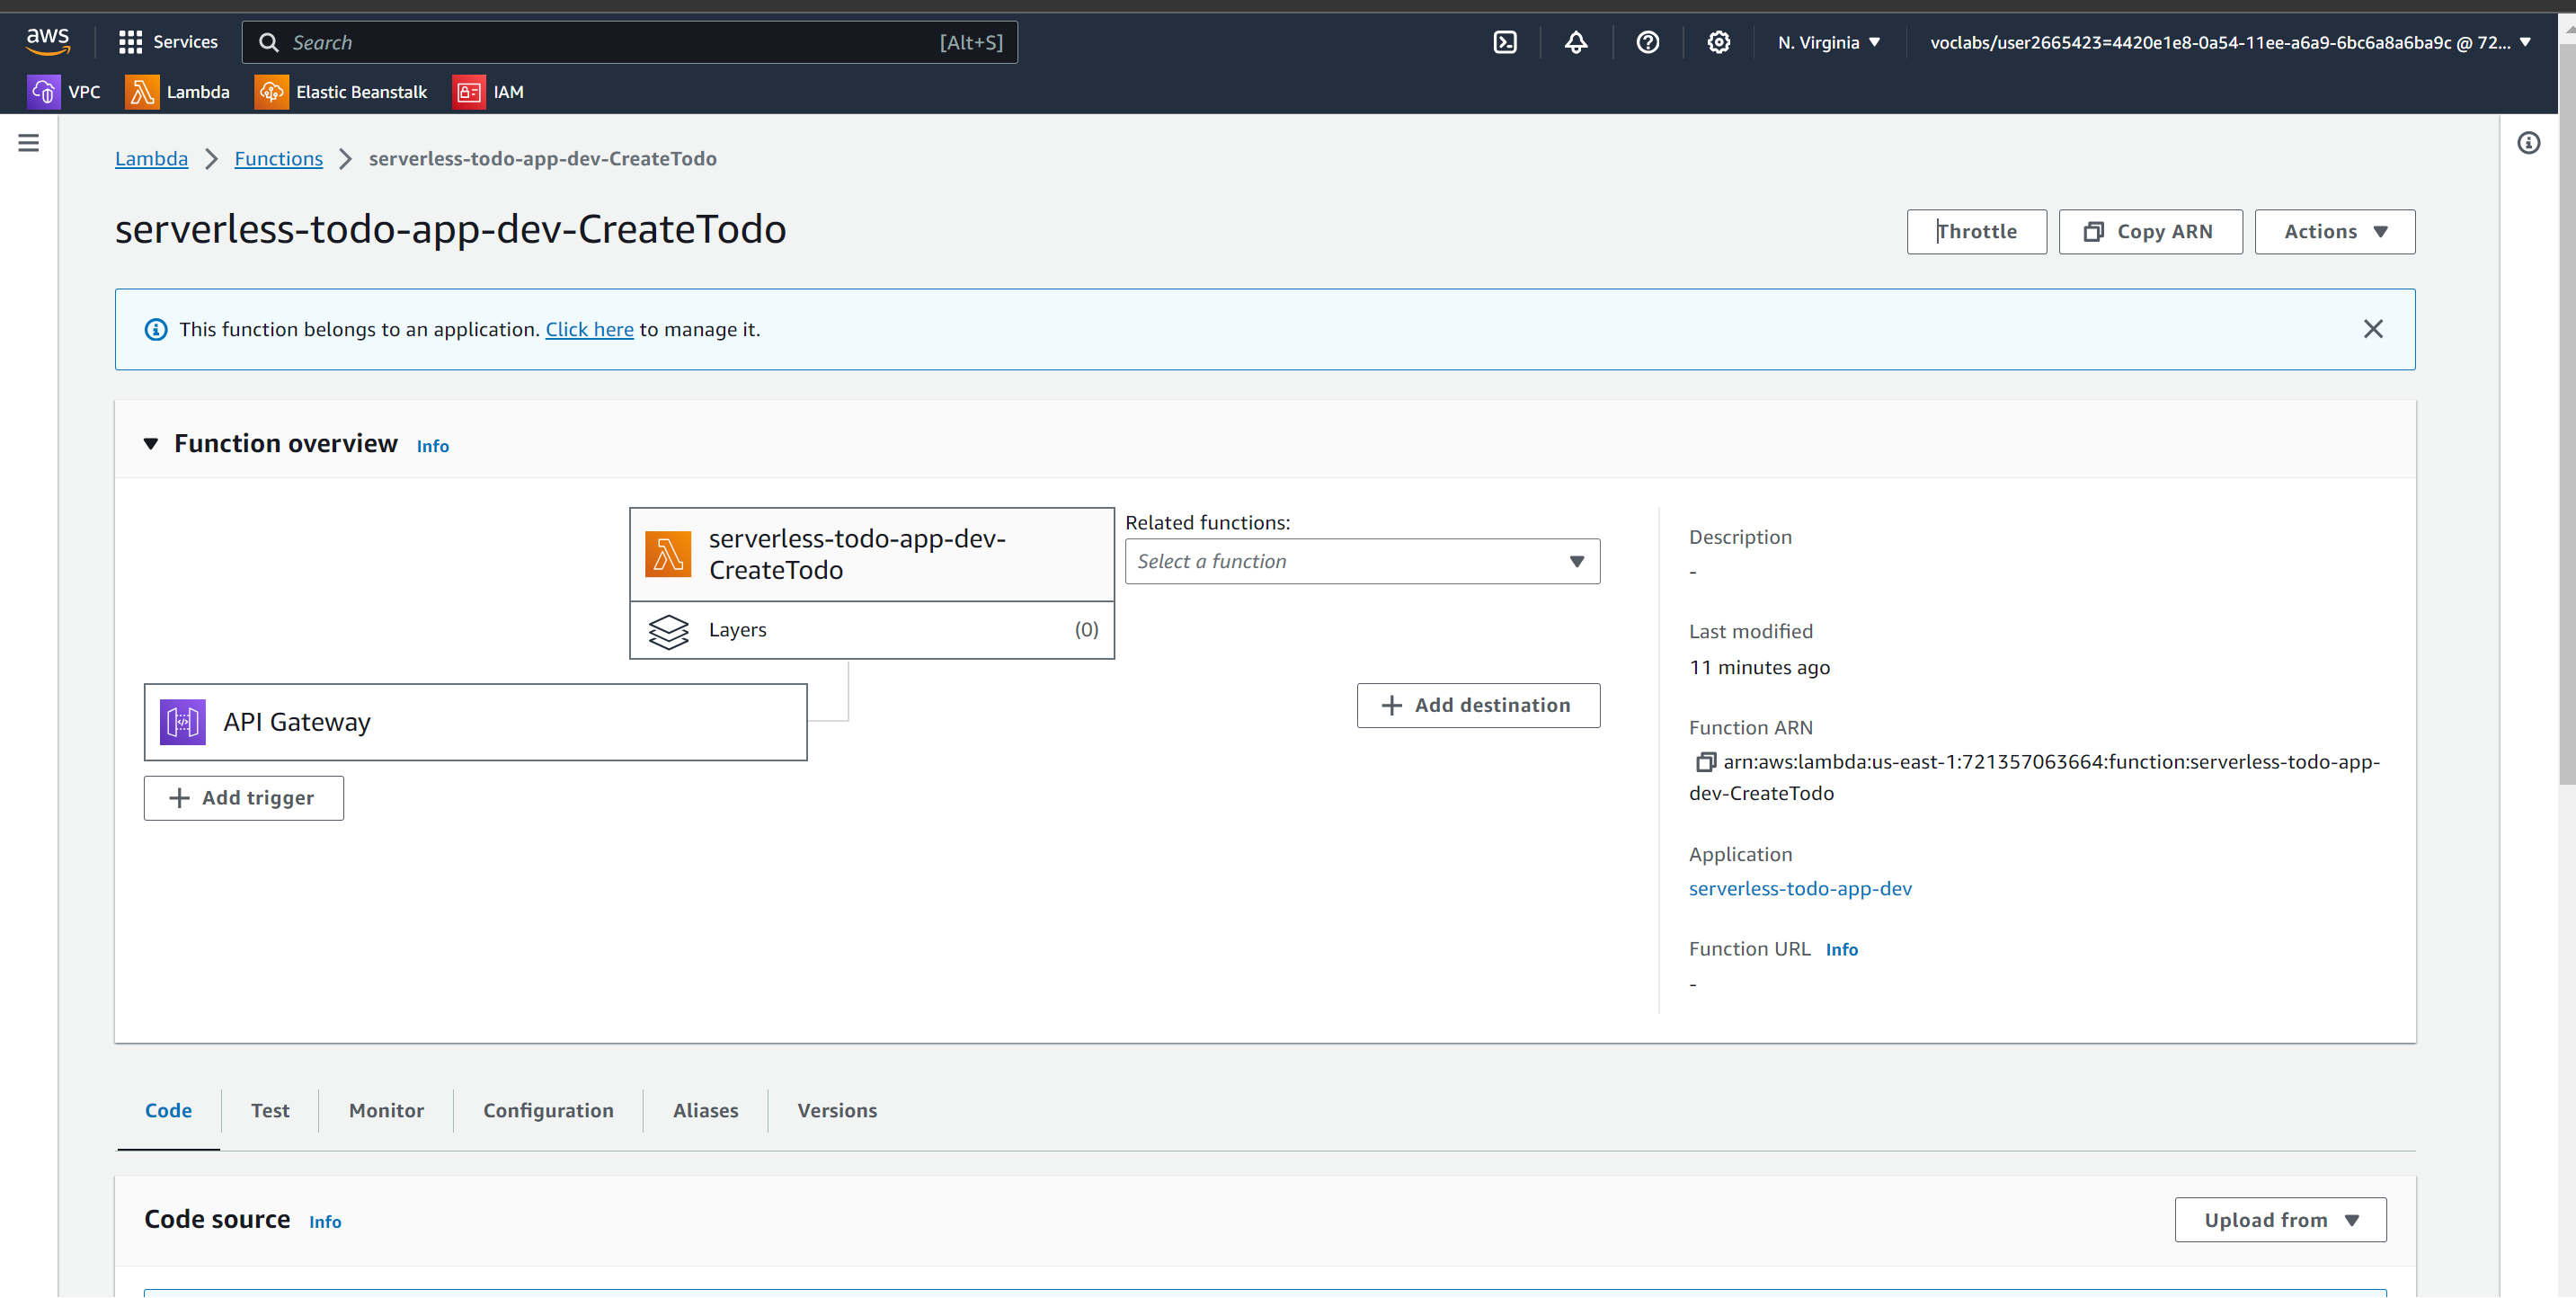 aws
Services
Search
[Alt+S]
N. Virginia
voclabs/user2665423=4420e1e8-0a54-11ee-a6a9-6bc6a8a6ba9c @ 72...
VPC
Lambda
Elastic Beanstalk
IAM
Lambda
Functions
serverless-todo-app-dev-CreateTodo
serverless-todo-app-dev-CreateTodo
Throttle
Copy ARN
Actions
This function belongs to an application. Click here to manage it.
Function overview Info
serverless-todo-app-dev-
CreateTodo
Layers (0)
Related functions:
Select a function
API Gateway
Add trigger
Add destination
Description
-
Last modified
11 minutes ago
Function ARN
arn:aws:lambda:us-east-1:721357063664:function:serverless-todo-app-
dev-CreateTodo
Application
serverless-todo-app-dev
Function URL Info
-
Code
Test
Monitor
Configuration
Aliases
Versions
Code source Info
Upload from